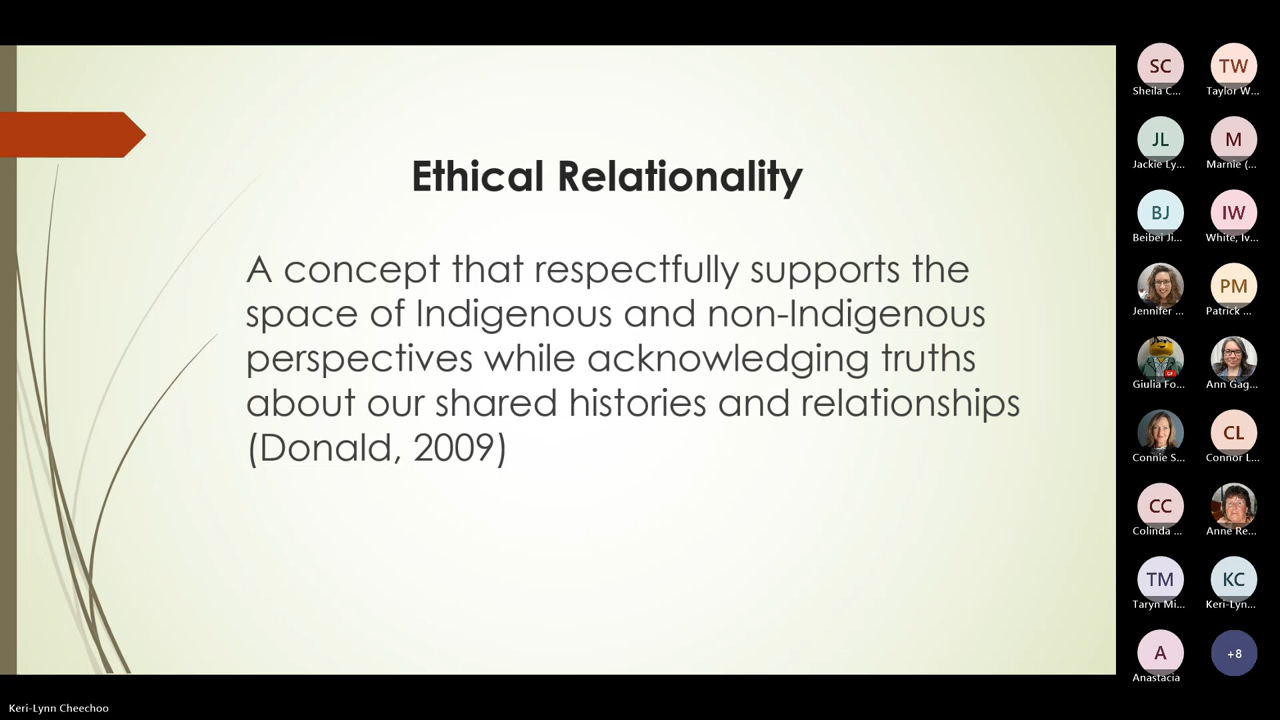 Ethical Relationality
A concept that respectfully supports the
space of Indigenous and non-Indigenous
perspectives while acknowledging truths
about our shared histories and relationships
(Donald, 2009)
SC
Sheila C...
TW
Taylor W...
JL
Jackie Ly...
M
Marnie (...
BJ
Beibei Ji...
IW
White, Iv...
Jennifer ...
PM
Patrick ...
Giulia Fo...
Ann Gag...
Connie S...
CL
Connor L...
CC
Colinda ...
Anne Re...
TM
Taryn Mi...
KC
Keri-Lyn...
A
Anastacia
+8
Keri-Lynn Cheechoo